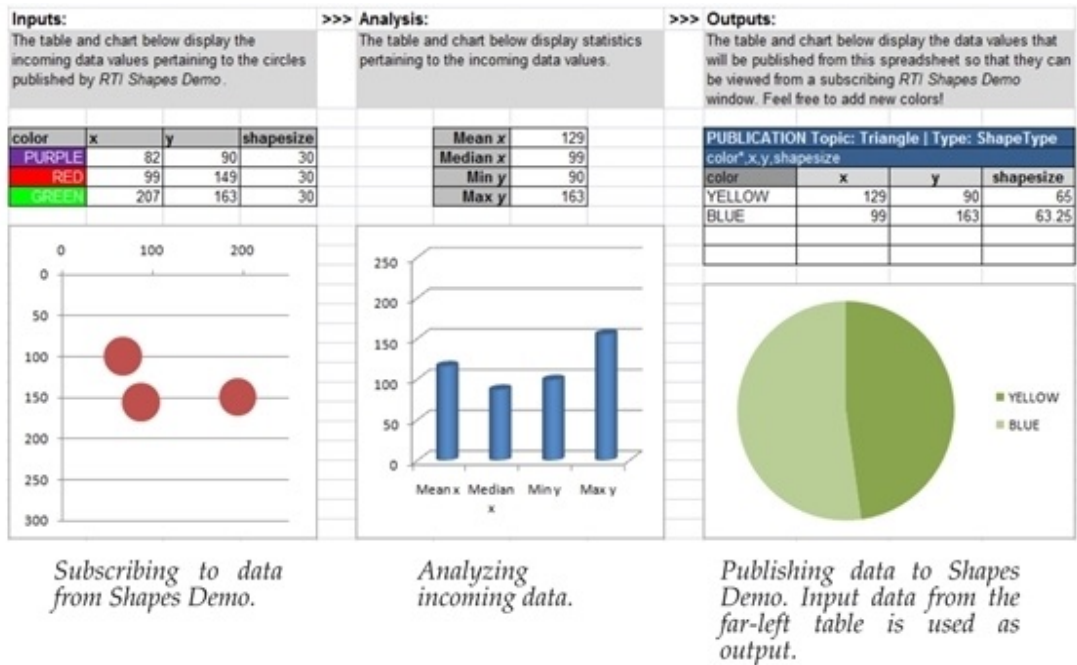 Inputs:
The table and chart below display the
incoming data values pertaining to the circles
published by RTI Shapes Demo.
color x y shapesize
PURPLE 82 90 30
RED 99 149 30
GREEN 207 163 30
0 100 200
0
50
100
150
200
250
300
Subscribing to data
from Shapes Demo.
>>> Analysis:
The table and chart below display statistics
pertaining to the incoming data values.
Mean x 129
Median x 99
Min y 90
Max y 163
250
200
150
100
50
0
Mean x Median Min y Max y
x
Analyzing
incoming data.
>>> Outputs:
The table and chart below display the data values that
will be published from this spreadsheet so that they can
be viewed from a subscribing RTI Shapes Demo
window. Feel free to add new colors!
PUBLICATION Topic: Triangle | Type: ShapeType
color*,x,y,shapesize
color x y shapesize
YELLOW 129 90 65
BLUE 99 163 63.25
YELLOW
BLUE
Publishing data to Shapes
Demo. Input data from the
far-left table is used as
output.